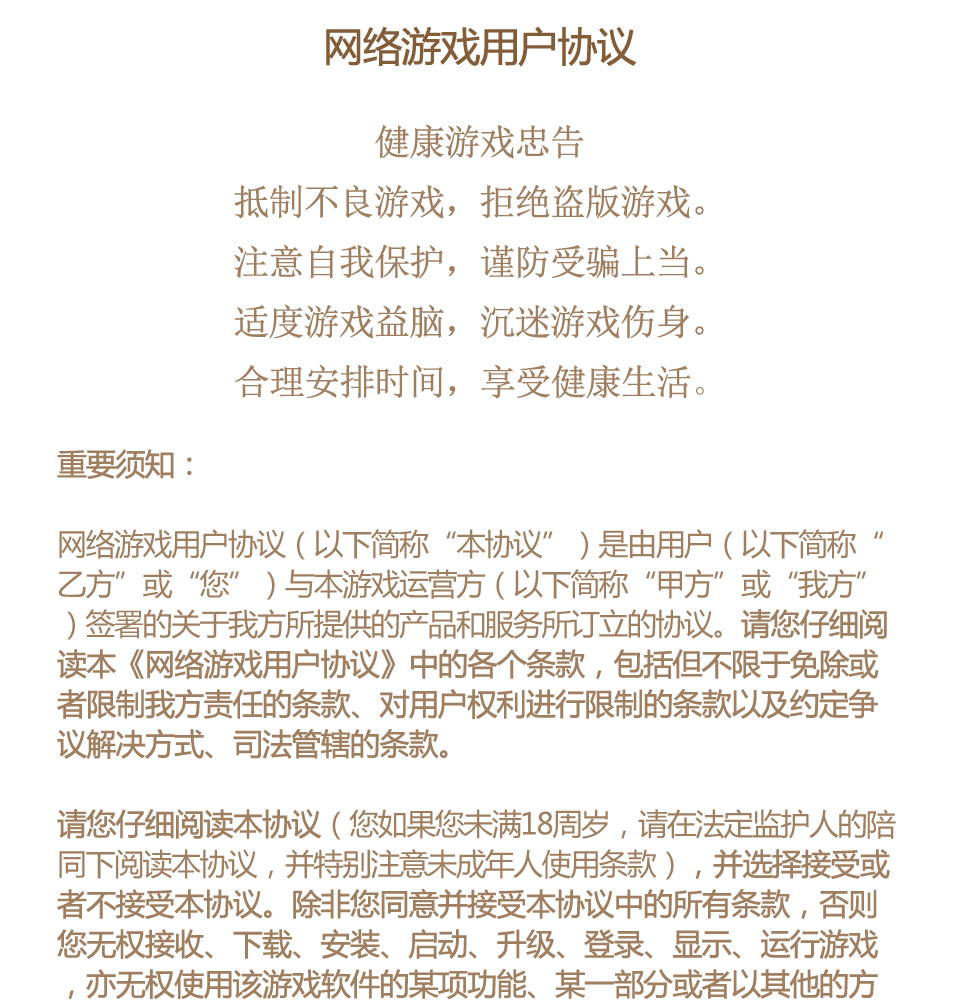 网络游戏用户协议
健康游戏忠告
抵制不良游戏，拒绝盗版游戏。
注意自我保护，谨防受骗上当。
适度游戏益脑，沉迷游戏伤身。
合理安排时间，享受健康生活。
重要须知：
网络游戏用户协议（以下简称“本协议”）是由用户（以下简称“
乙方”或“您”）与本游戏运营方（以下简称“甲方”或“我方”
）签署的关于我方所提供的产品和服务所订立的协议。请您仔细阅
读本《网络游戏用户协议》中的各个条款，包括但不限于免除或
者限制我方责任的条款、对用户权利进行限制的条款以及约定争
议解决方式、司法管辖的条款。
请您仔细阅读本协议（您如果您未满18周岁，请在法定监护人的陪
同下阅读本协议，并特别注意未成年人使用条款），并选择接受或
者不接受本协议。除非您同意并接受本协议中的所有条款，否则
您无权接收、下载、安装、启动、升级、登录、显示、运行游戏
，亦无权使用该游戏软件的某项功能、某一部分或者以其他的方